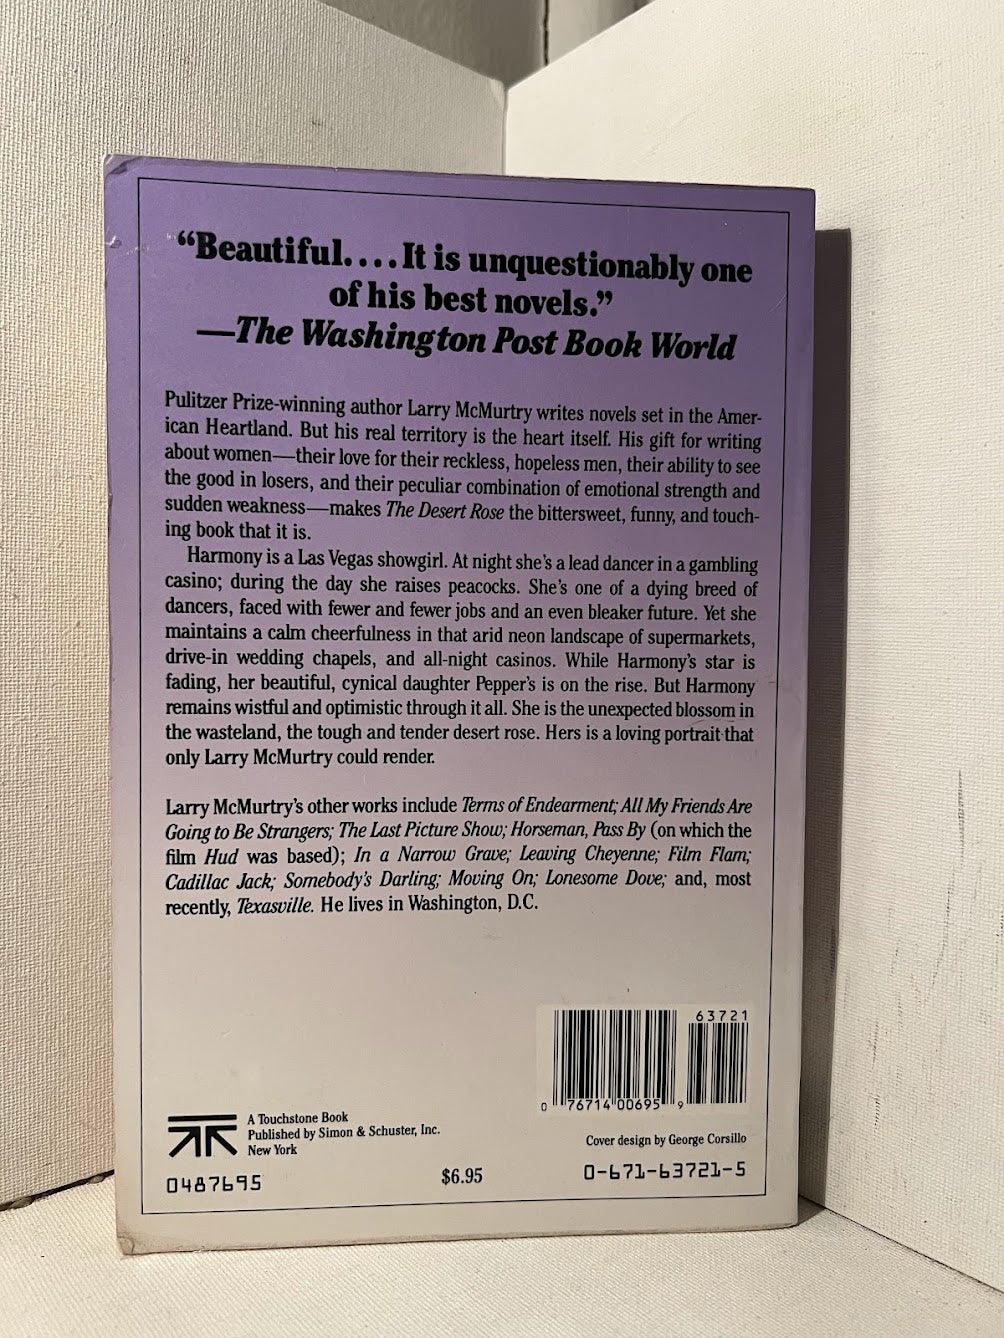 “Beautiful.... It is unquestionably one
of his best novels.”
—The Washington Post Book World
Pulitzer Prize-winning author Larry McMurtry writes novels set in the Amer-
ican Heartland. But his real territory is the heart itself. His gift for writing
about women—their love for their reckless, hopeless men, their ability to see
the good in losers, and their peculiar combination of emotional strength and
sudden weakness—makes The Desert Rose the bittersweet, funny, and touch-
ing book that it is.
Harmony is a Las Vegas showgirl. At night she's a lead dancer in a gambling
casino; during the day she raises peacocks. She's one of a dying breed of
dancers, faced with fewer and fewer jobs and an even bleaker future. Yet she
maintains a calm cheerfulness in that arid neon landscape of supermarkets,
drive-in wedding chapels, and all-night casinos. While Harmony's star is
fading, her beautiful, cynical daughter Pepper's is on the rise. But Harmony
remains wistful and optimistic through it all. She is the unexpected blossom in
the wasteland, the tough and tender desert rose. Hers is a loving portrait that
only Larry McMurtry could render.
Larry McMurtry's other works include Terms of Endearment; All My Friends Are
Going to Be Strangers; The Last Picture Show; Horseman, Pass By (on which the
film Hud was based); In a Narrow Grave; Leaving Cheyenne; Film Flam;
Cadillac Jack; Somebody's Darling; Moving On; Lonesome Dove; and, most
recently, Texasville. He lives in Washington, D.C.
63721
0 76714 00695 9
A Touchstone Book
Published by Simon & Schuster, Inc.
New York
Cover design by George Corsillo
0487695
$6.95
0-671-63721-5